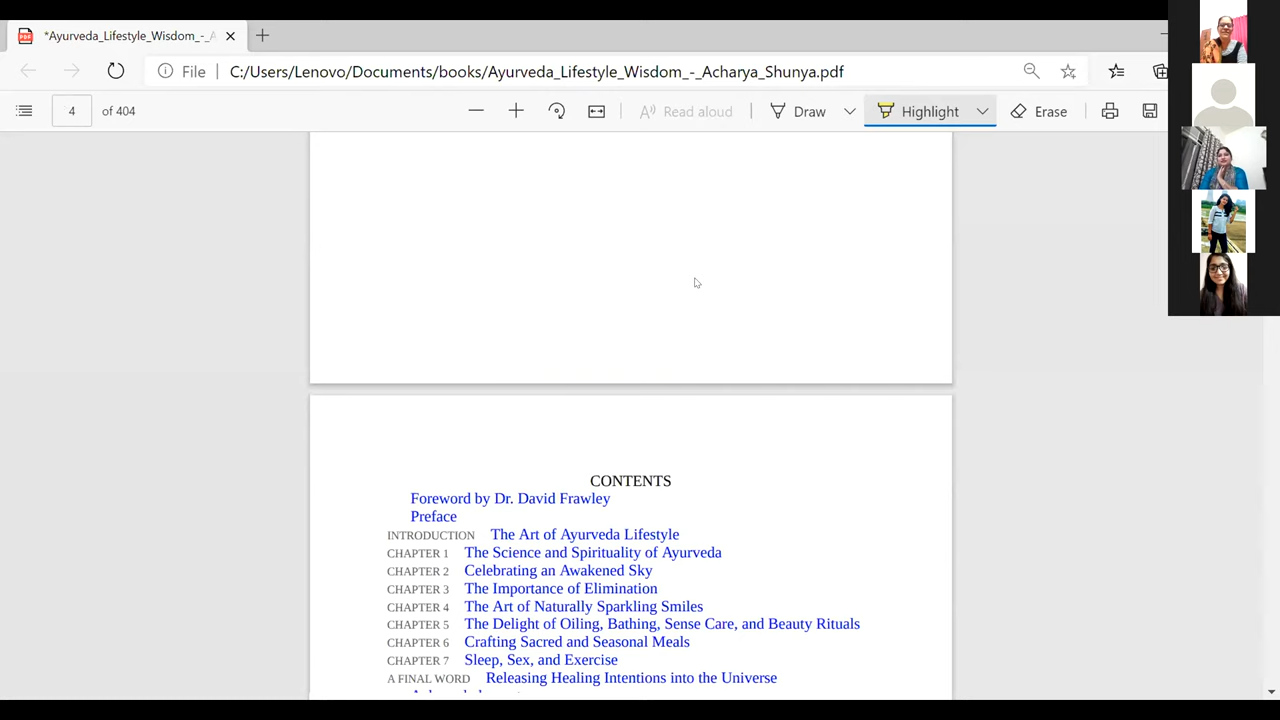 *Ayurveda_Lifestyle_Wisdom_-_A
File
C:/Users/Lenovo/Documents/books/Ayurveda_Lifestyle_Wisdom_-_Acharya_Shunya.pdf
4 of 404
Read aloud
Draw
Highlight
Erase
CONTENTS
Foreword by Dr. David Frawley
Preface
INTRODUCTION The Art of Ayurveda Lifestyle
CHAPTER 1 The Science and Spirituality of Ayurveda
CHAPTER 2 Celebrating an Awakened Sky
CHAPTER 3 The Importance of Elimination
CHAPTER 4 The Art of Naturally Sparkling Smiles
CHAPTER 5 The Delight of Oiling, Bathing, Sense Care, and Beauty Rituals
CHAPTER 6 Crafting Sacred and Seasonal Meals
CHAPTER 7 Sleep, Sex, and Exercise
A FINAL WORD Releasing Healing Intentions into the Universe